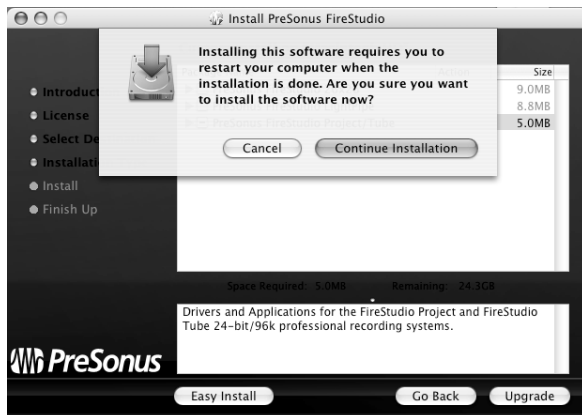 Install PreSonus FireStudio
Installing this software requires you to
restart your computer when the
installation is done. Are you sure you want
to install the software now?
Cancel
Continue Installation
Size
9.0MB
8.8MB
PreSonus FireStudio Project/Tube
5.0MB
Introduct
License
Select De
Installati
Install
Finish Up
Space Required: 5.0MB
Remaining: 24.3GB
Drivers and Applications for the FireStudio Project and FireStudio
Tube 24-bit/96k professional recording systems.
PreSonus
Easy Install
Go Back
Upgrade